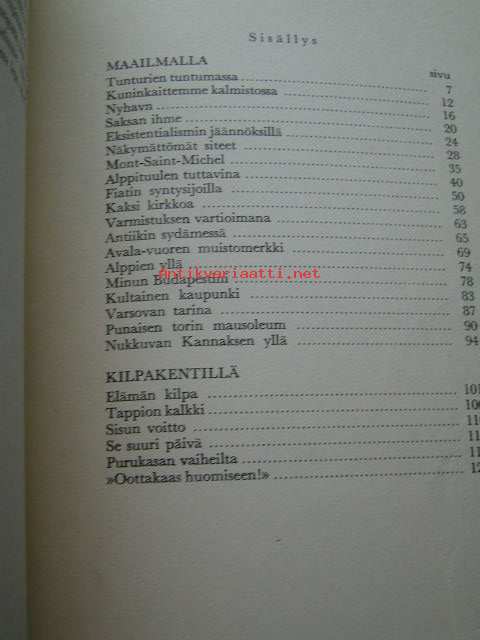 Sisällys
MAAILMALLA
sivu
Tunturien tuntumassa 7
Kuninkaittemme kalmistossa 12
Nyhavn 16
Saksan ihme 20
Eksistentialismin jäännöksillä 24
Näkymättömät siteet 28
Mont-Saint-Michel 35
Alppituulen tuttavina 40
Fiatin syntysijoilla 50
Kaksi kirkkoa 58
Varmistuksen vartioimana 63
Antiikin sydämessä 65
Avala-vuoren muistomerkki 69
Alppien yllä 74
antikvariaatti.net
Minun Budapestini 78
Kultainen kaupunki 83
Varsovan tarina 87
Punaisen torin mausoleum 90
Nukkuvan Kannaksen yllä 94
KILPAKENTILLÄ
Elämän kilpa 101
Tappion kalkki
Sisun voitto
Se suuri päivä
Purukasan vaiheilta
»Oottakaas huomiseen!»